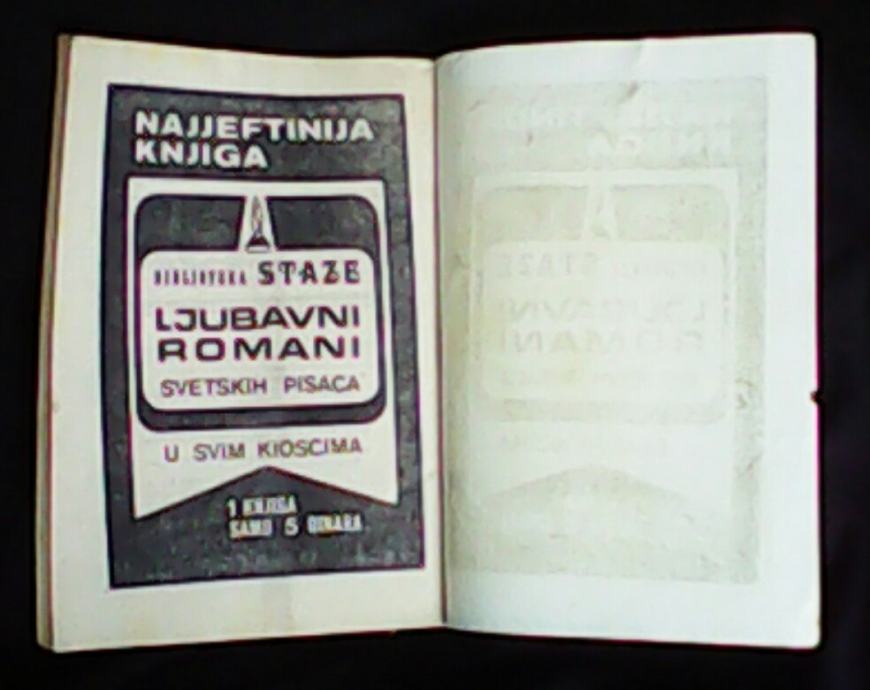 NAJJEFTINIJA
KNJIGA
BIBLIOTEKA STAZE
LJUBAVNI
ROMANI
SVETSKIH PISACA
U SVIM KIOSCIMA
1 KNJIGA
SAMO 5 DINARA